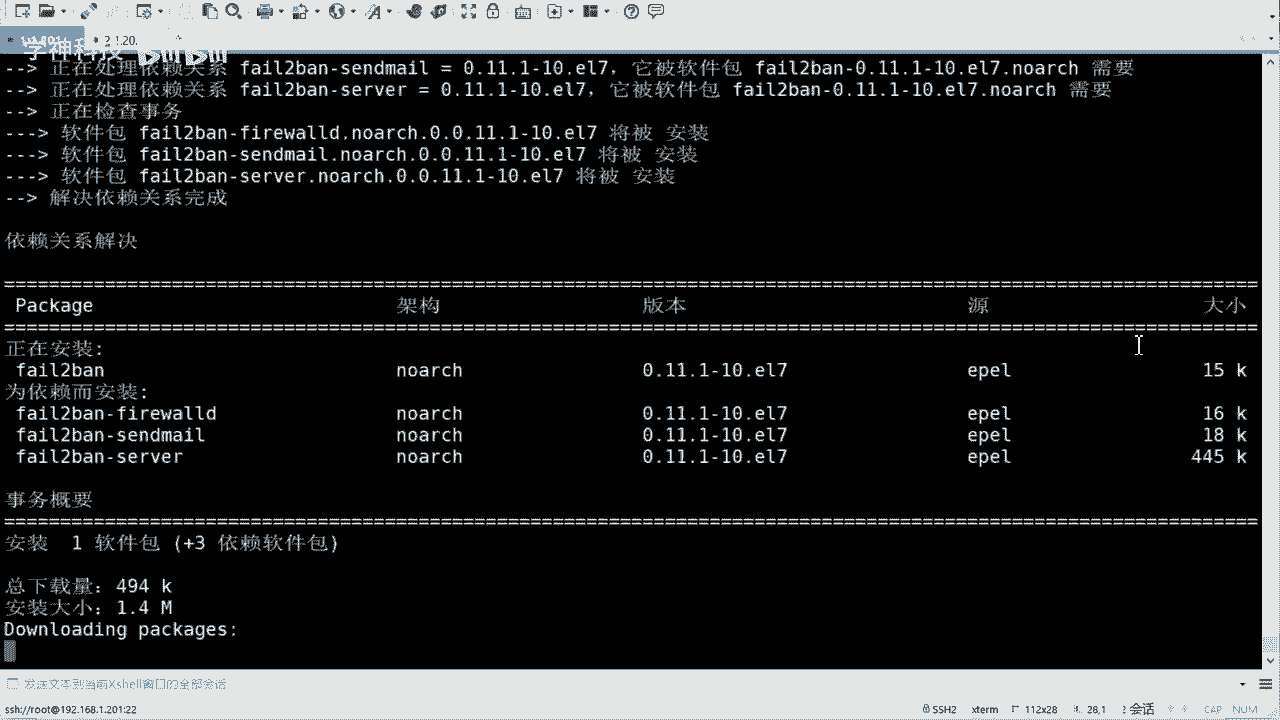 学神科技 bilibili
2 1.20.
--> 正在处理依赖关系 fail2ban-sendmail = 0.11.1-10.el7，它被软件包 fail2ban-0.11.1-10.el7.noarch 需要
--> 正在处理依赖关系 fail2ban-server = 0.11.1-10.el7，它被软件包 fail2ban-0.11.1-10.el7.noarch 需要
--> 正在检查事务
---> 软件包 fail2ban-firewalld.noarch.0.0.11.1-10.el7 将被 安装
---> 软件包 fail2ban-sendmail.noarch.0.0.11.1-10.el7 将被 安装
---> 软件包 fail2ban-server.noarch.0.0.11.1-10.el7 将被 安装
--> 解决依赖关系完成
依赖关系解决
Package 架构 版本 源 大小
正在安装:
fail2ban noarch 0.11.1-10.el7 epel 15 k
为依赖而安装:
fail2ban-firewalld noarch 0.11.1-10.el7 epel 16 k
fail2ban-sendmail noarch 0.11.1-10.el7 epel 18 k
fail2ban-server noarch 0.11.1-10.el7 epel 445 k
事务概要
安装 1 软件包 (+3 依赖软件包)
总下载量：494 k
安装大小：1.4 M
Downloading packages:
发送文本到当前Xshell窗口的全部会话
ssh://root@192.168.1.201:22 SSH2 xterm 112x28 28,1 会话 CAP NUM